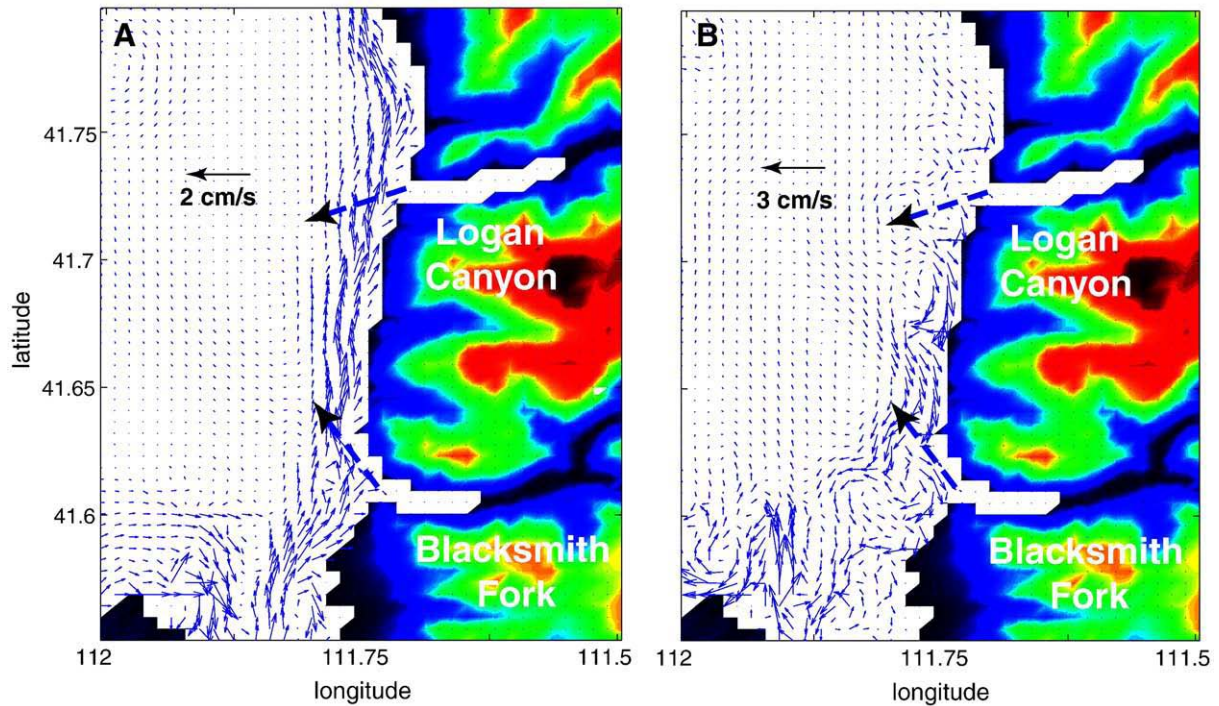 A
41.75
2 cm/s
Logan
Canyon
41.7
latitude
41.65
41.6
Blacksmith
Fork
112
111.75
111.5
longitude
B
3 cm/s
Logan
Canyon
Blacksmith
Fork
112
111.75
111.5
longitude